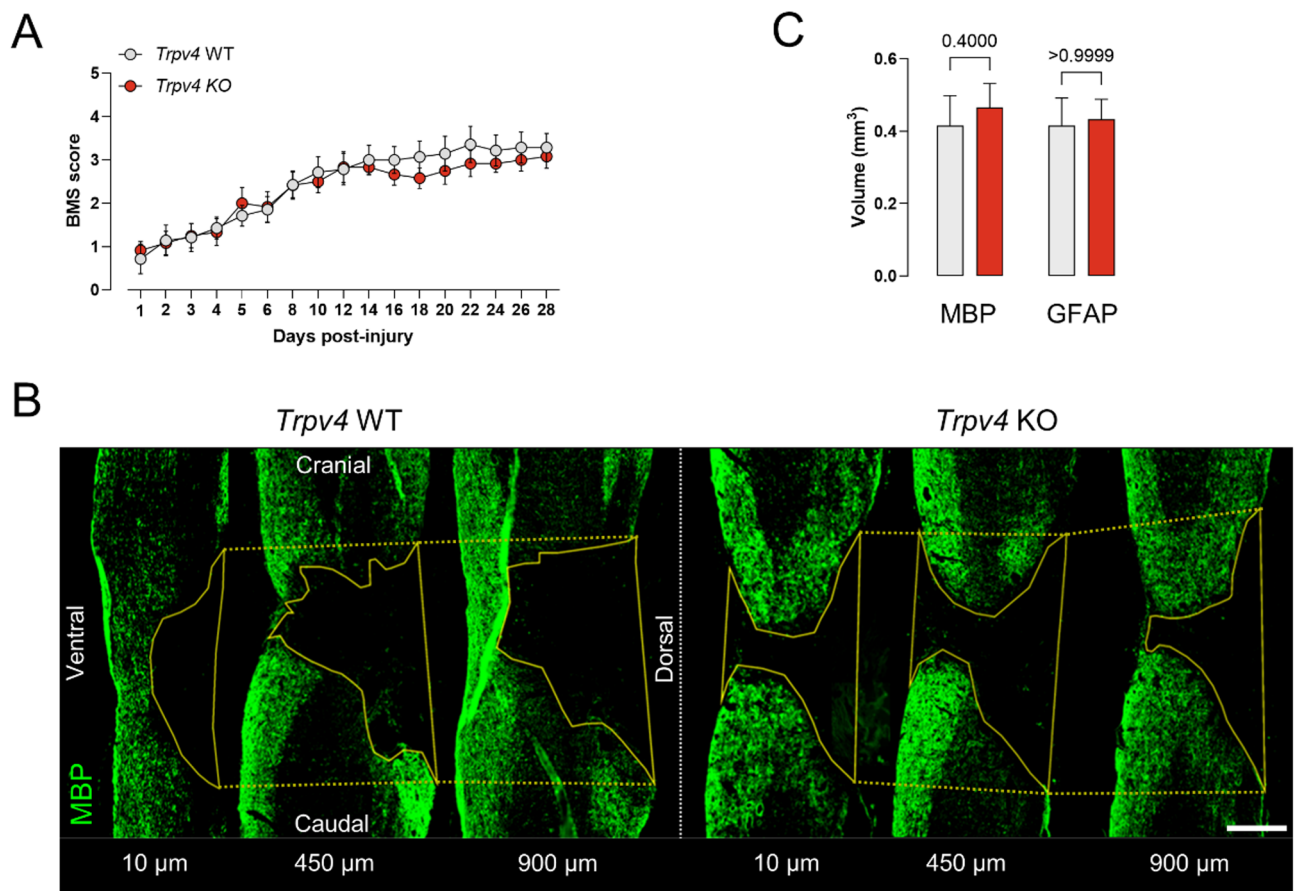 A
Trpv4 WT
Trpv4 KO
5
4
3
2
1
0
BMS score
1 2 3 4 5 6 8 10 12 14 16 18 20 22 24 26 28
Days post-injury
C
0.4000
>0.9999
0.6
0.4
0.2
0.0
Volume (mm³)
MBP GFAP
B
Trpv4 WT Trpv4 KO
Cranial
Ventral
Dorsal
MBP
Caudal
10 μm 450 μm 900 μm 10 μm 450 μm 900 μm